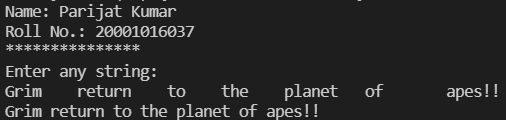 Name: Parijat Kumar
Roll No.: 20001016037
***************
Enter any string:
Grim    return    to    the    planet of      apes!!
Grim return to the planet of apes!!